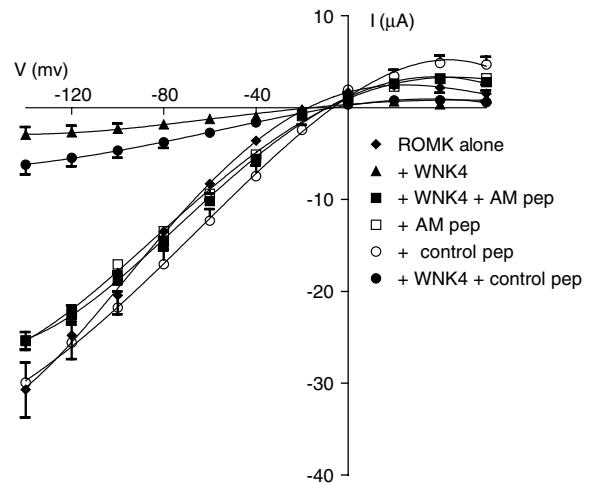 10
I (µA)
V (mv)
-120
-80
-40
ROMK alone
+ WNK4
+ WNK4 + AM pep
+ AM pep
+ control pep
+ WNK4 + control pep
-10
-20
-30
-40